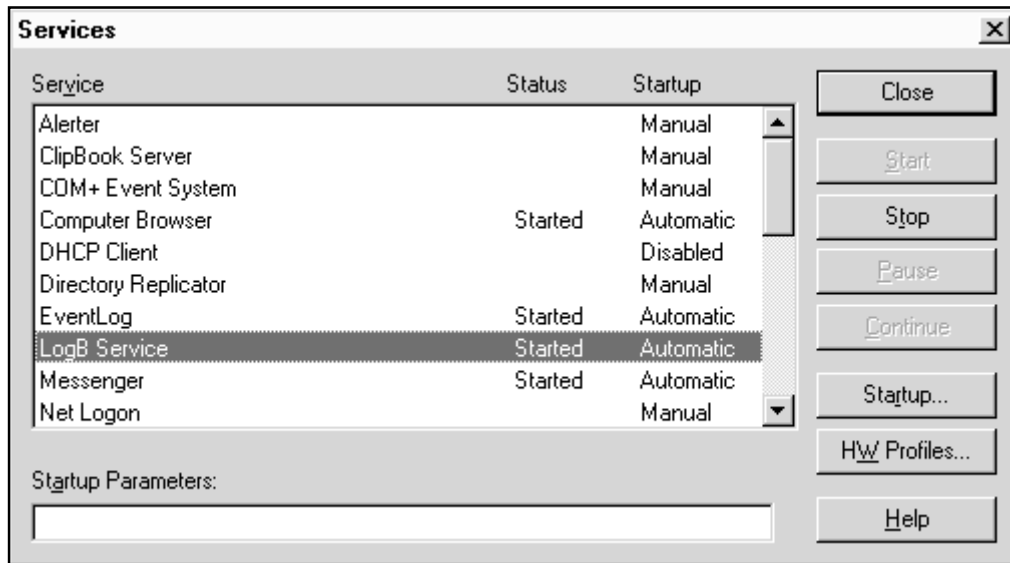 Services
Service Status Startup
Alerter Manual
ClipBook Server Manual
COM+ Event System Manual
Computer Browser Started Automatic
DHCP Client Disabled
Directory Replicator Manual
EventLog Started Automatic
LogB Service Started Automatic
Messenger Started Automatic
Net Logon Manual
Startup Parameters:
Close
Start
Stop
Pause
Continue
Startup...
HW Profiles...
Help